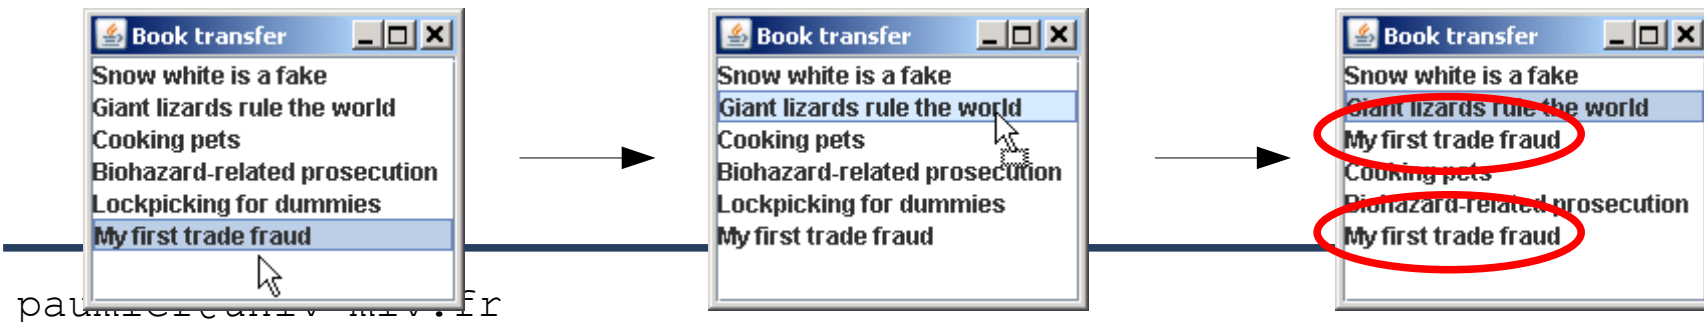 Book transfer
Snow white is a fake
Giant lizards rule the world
Cooking pets
Biohazard-related prosecution
Lockpicking for dummies
My first trade fraud
Book transfer
Snow white is a fake
Giant lizards rule the world
Cooking pets
Biohazard-related prosecution
Lockpicking for dummies
My first trade fraud
Book transfer
Snow white is a fake
Giant lizards rule the world
My first trade fraud
Cooking pets
Biohazard-related prosecution
My first trade fraud